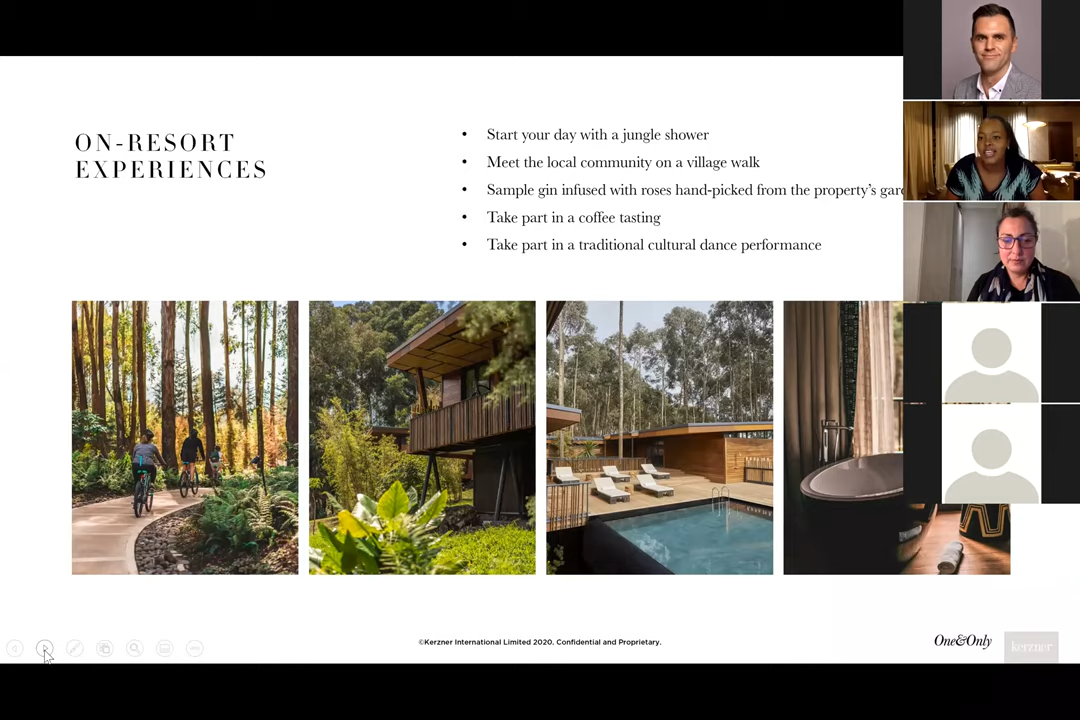 ON-RESORT
EXPERIENCES
• Start your day with a jungle shower
• Meet the local community on a village walk
• Sample gin infused with roses hand-picked from the property's
• Take part in a coffee tasting
• Take part in a traditional cultural dance performance
©Kerzner International Limited 2020. Confidential and Proprietary.
One&Only
kerzner